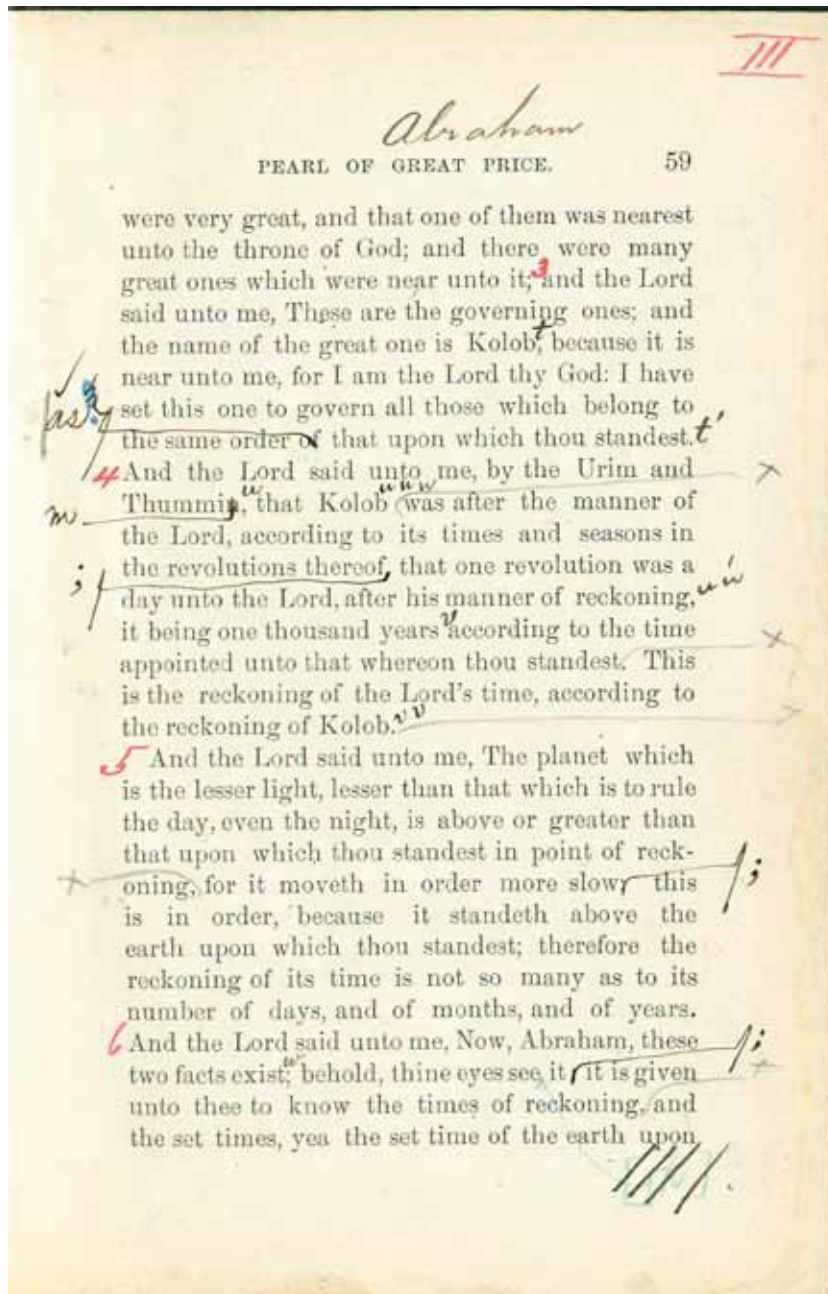 III
Abraham
PEARL OF GREAT PRICE. 59
were very great, and that one of them was nearest
unto the throne of God; and there were many
great ones which were near unto it; 3 and the Lord
said unto me, These are the governing ones; and
the name of the great one is Kolob, t because it is
near unto me, for I am the Lord thy God: I have
as
set this one to govern all those which belong to
the same order of that upon which thou standest. t'
4 And the Lord said unto me, by the Urim and
m
Thummin, u that Kolob u u u was after the manner of
the Lord, according to its times and seasons in
the revolutions thereof, that one revolution was a
;
day unto the Lord, after his manner of reckoning,
it being one thousand years v according to the time
appointed unto that whereon thou standest. This
is the reckoning of the Lord's time, according to
the reckoning of Kolob. v v
5 And the Lord said unto me, The planet which
is the lesser light, lesser than that which is to rule
the day, even the night, is above or greater than
that upon which thou standest in point of reck-
oning, for it moveth in order more slow this ;
is in order, because it standeth above the
earth upon which thou standest; therefore the
reckoning of its time is not so many as to its
number of days, and of months, and of years.
6 And the Lord said unto me, Now, Abraham, these ;
two facts exist, w behold, thine eyes see it it is given
unto thee to know the times of reckoning, and
the set times, yea the set time of the earth upon